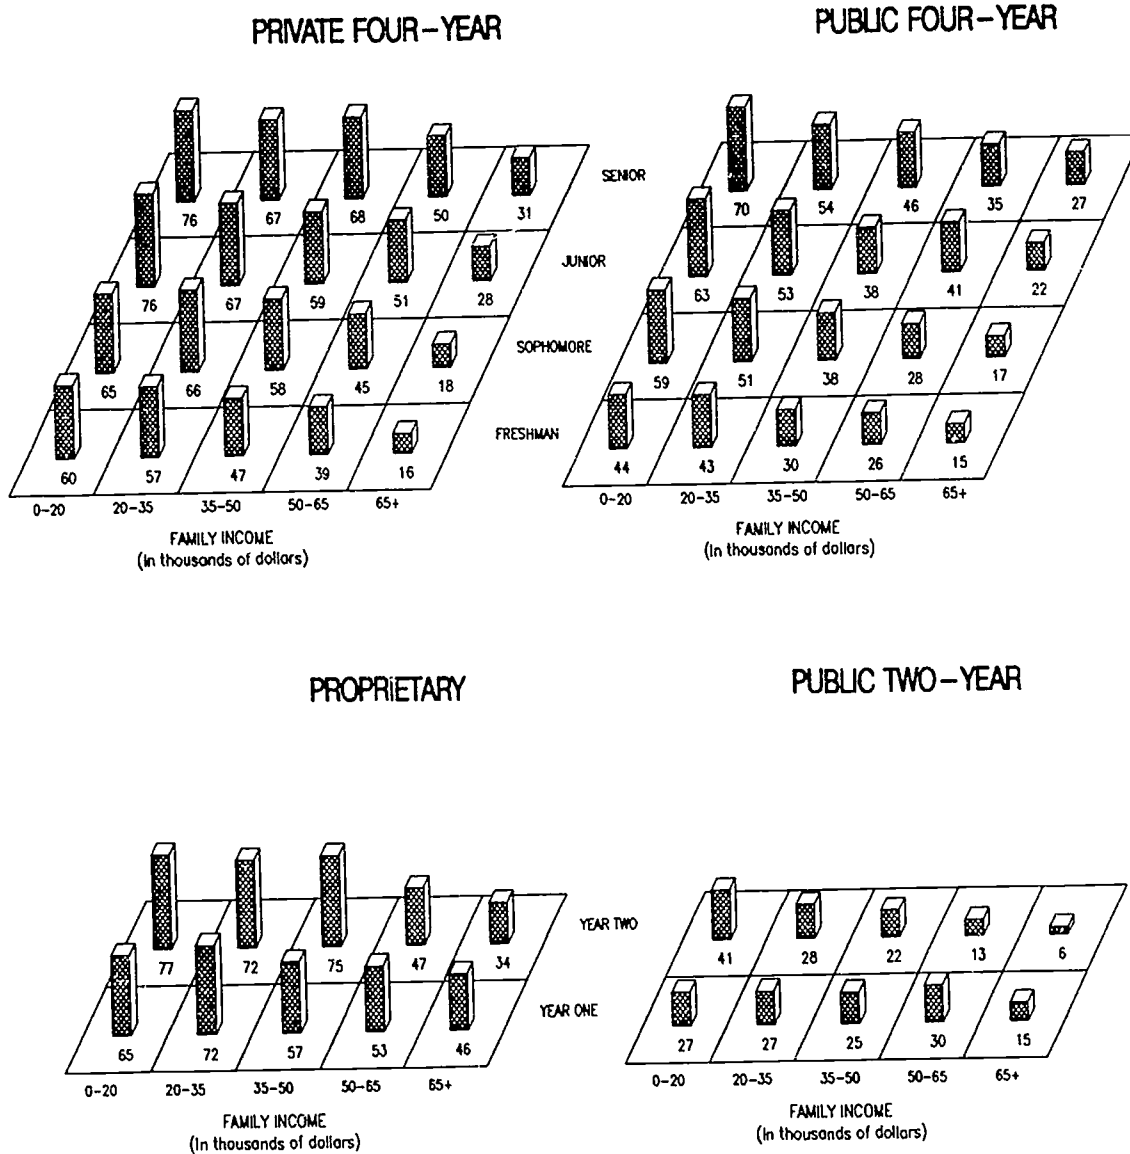 PRIVATE FOUR-YEAR
PUBLIC FOUR-YEAR
SENIOR
76 67 68 50 31
70 54 46 35 27
JUNIOR
76 67 59 51 28
63 53 38 41 22
SOPHOMORE
65 66 58 45 18
59 51 38 28 17
FRESHMAN
60 57 47 39 16
44 43 30 26 15
0-20 20-35 35-50 50-65 65+
0-20 20-35 35-50 50-65 65+
FAMILY INCOME
(In thousands of dollars)
FAMILY INCOME
(In thousands of dollars)
PROPRIETARY
PUBLIC TWO-YEAR
YEAR TWO
77 72 75 47 34
41 28 22 13 6
YEAR ONE
65 72 57 53 46
27 27 25 30 15
0-20 20-35 35-50 50-65 65+
0-20 20-35 35-50 50-65 65+
FAMILY INCOME
(In thousands of dollars)
FAMILY INCOME
(In thousands of dollars)